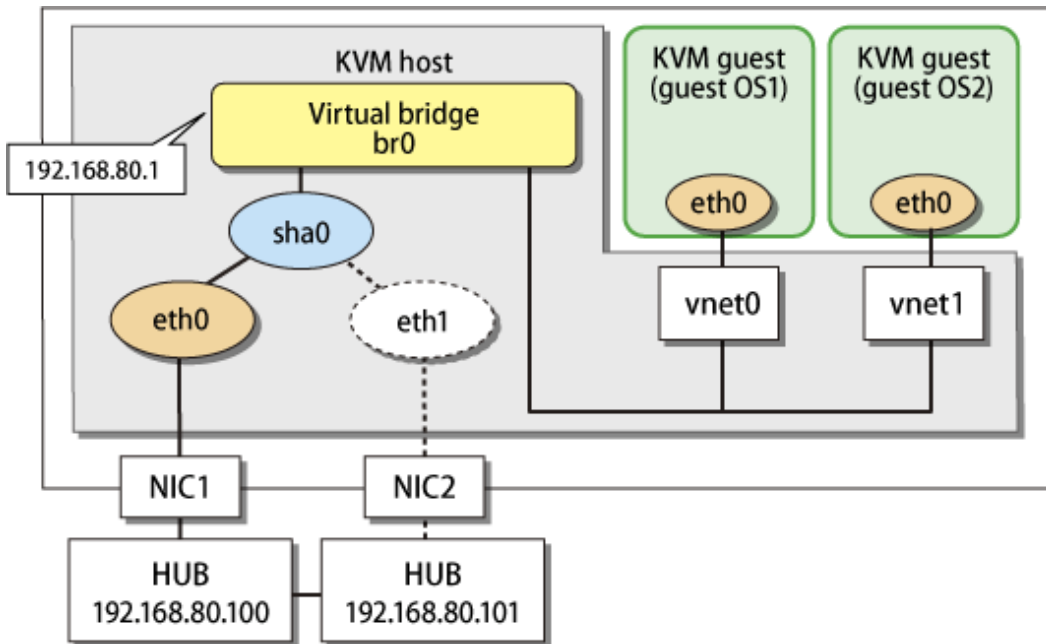 KVM host
KVM guest
(guest OS1)
KVM guest
(guest OS2)
Virtual bridge
br0
192.168.80.1
sha0
eth0
eth0
eth0
eth1
vnet0
vnet1
NIC1
NIC2
HUB
192.168.80.100
HUB
192.168.80.101